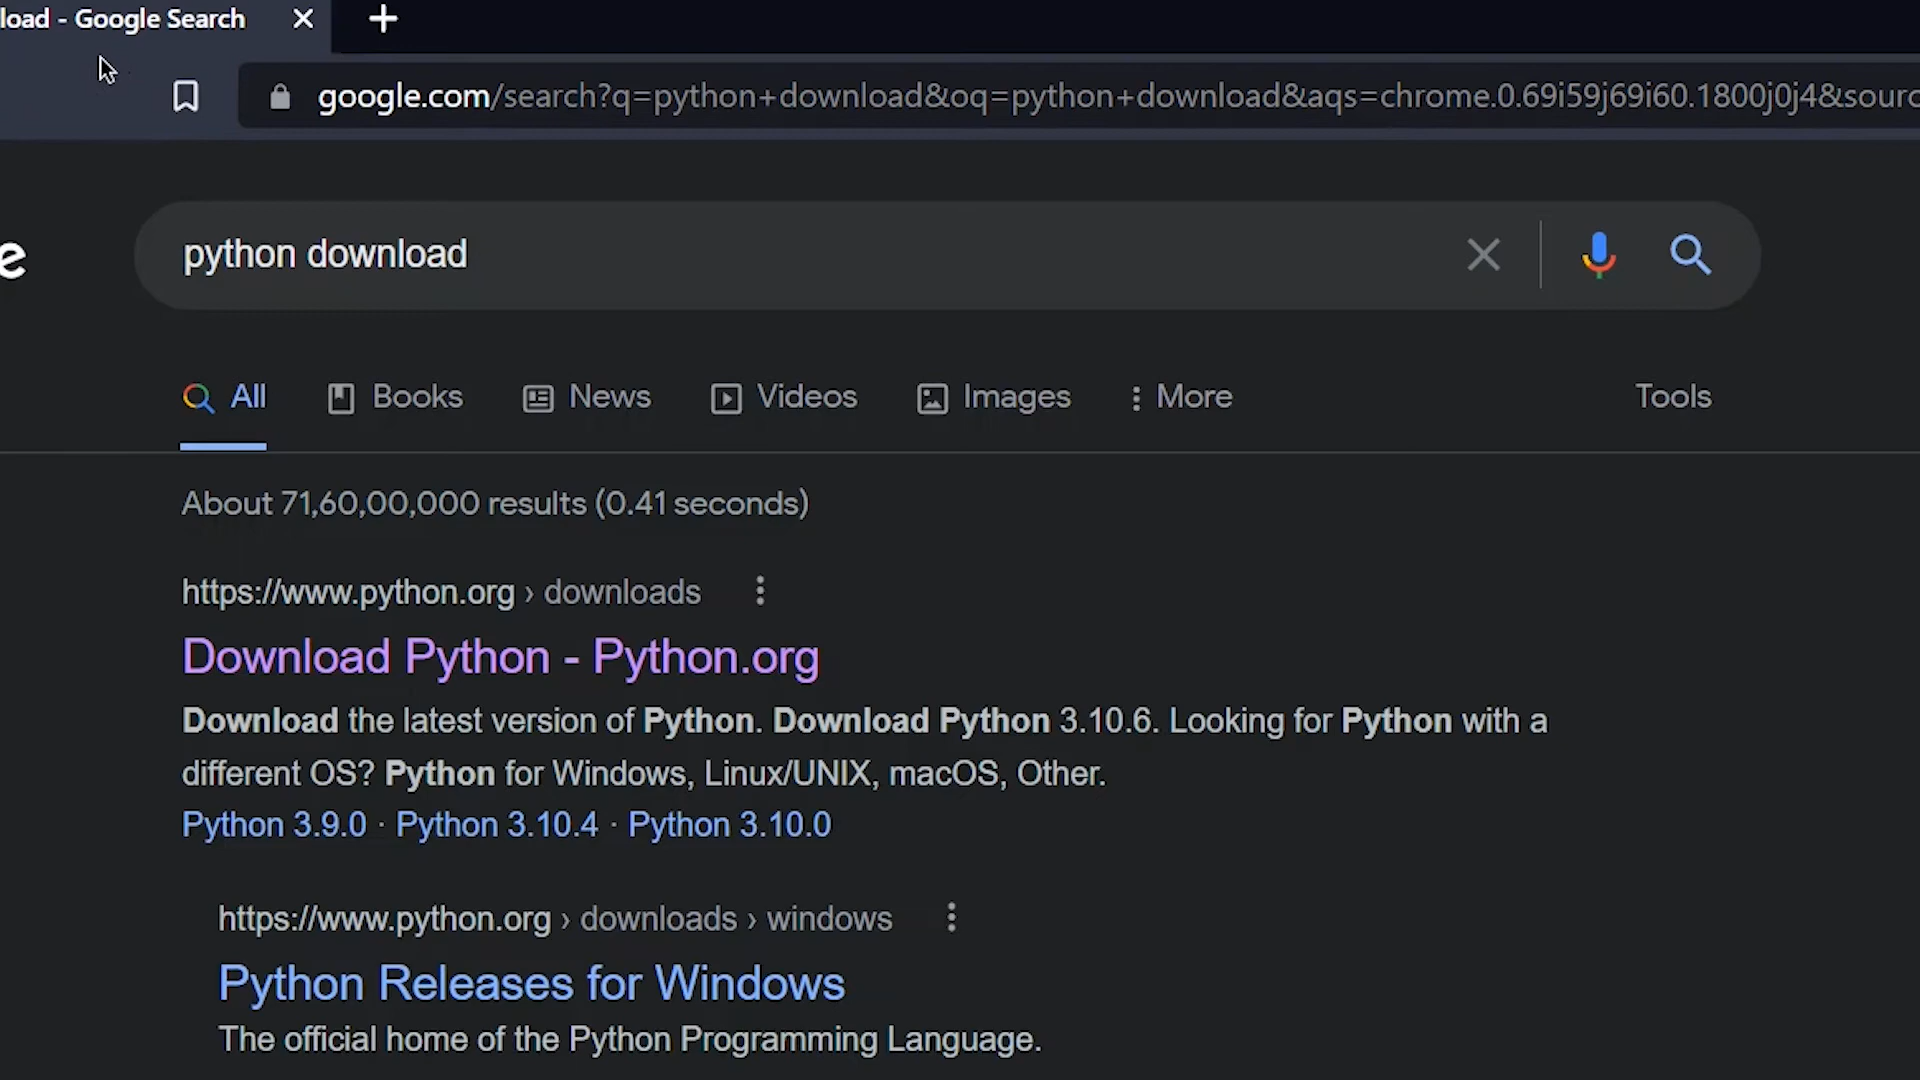 load - Google Search
google.com/search?q=python+download&oq=python+download&aqs=chrome.0.69i59j69i60.1800j0j4&sourc
e
python download
All Books News Videos Images More Tools
About 71,60,00,000 results (0.41 seconds)
https://www.python.org › downloads
Download Python - Python.org
Download the latest version of Python. Download Python 3.10.6. Looking for Python with a
different OS? Python for Windows, Linux/UNIX, macOS, Other.
Python 3.9.0 · Python 3.10.4 · Python 3.10.0
https://www.python.org › downloads › windows
Python Releases for Windows
The official home of the Python Programming Language.